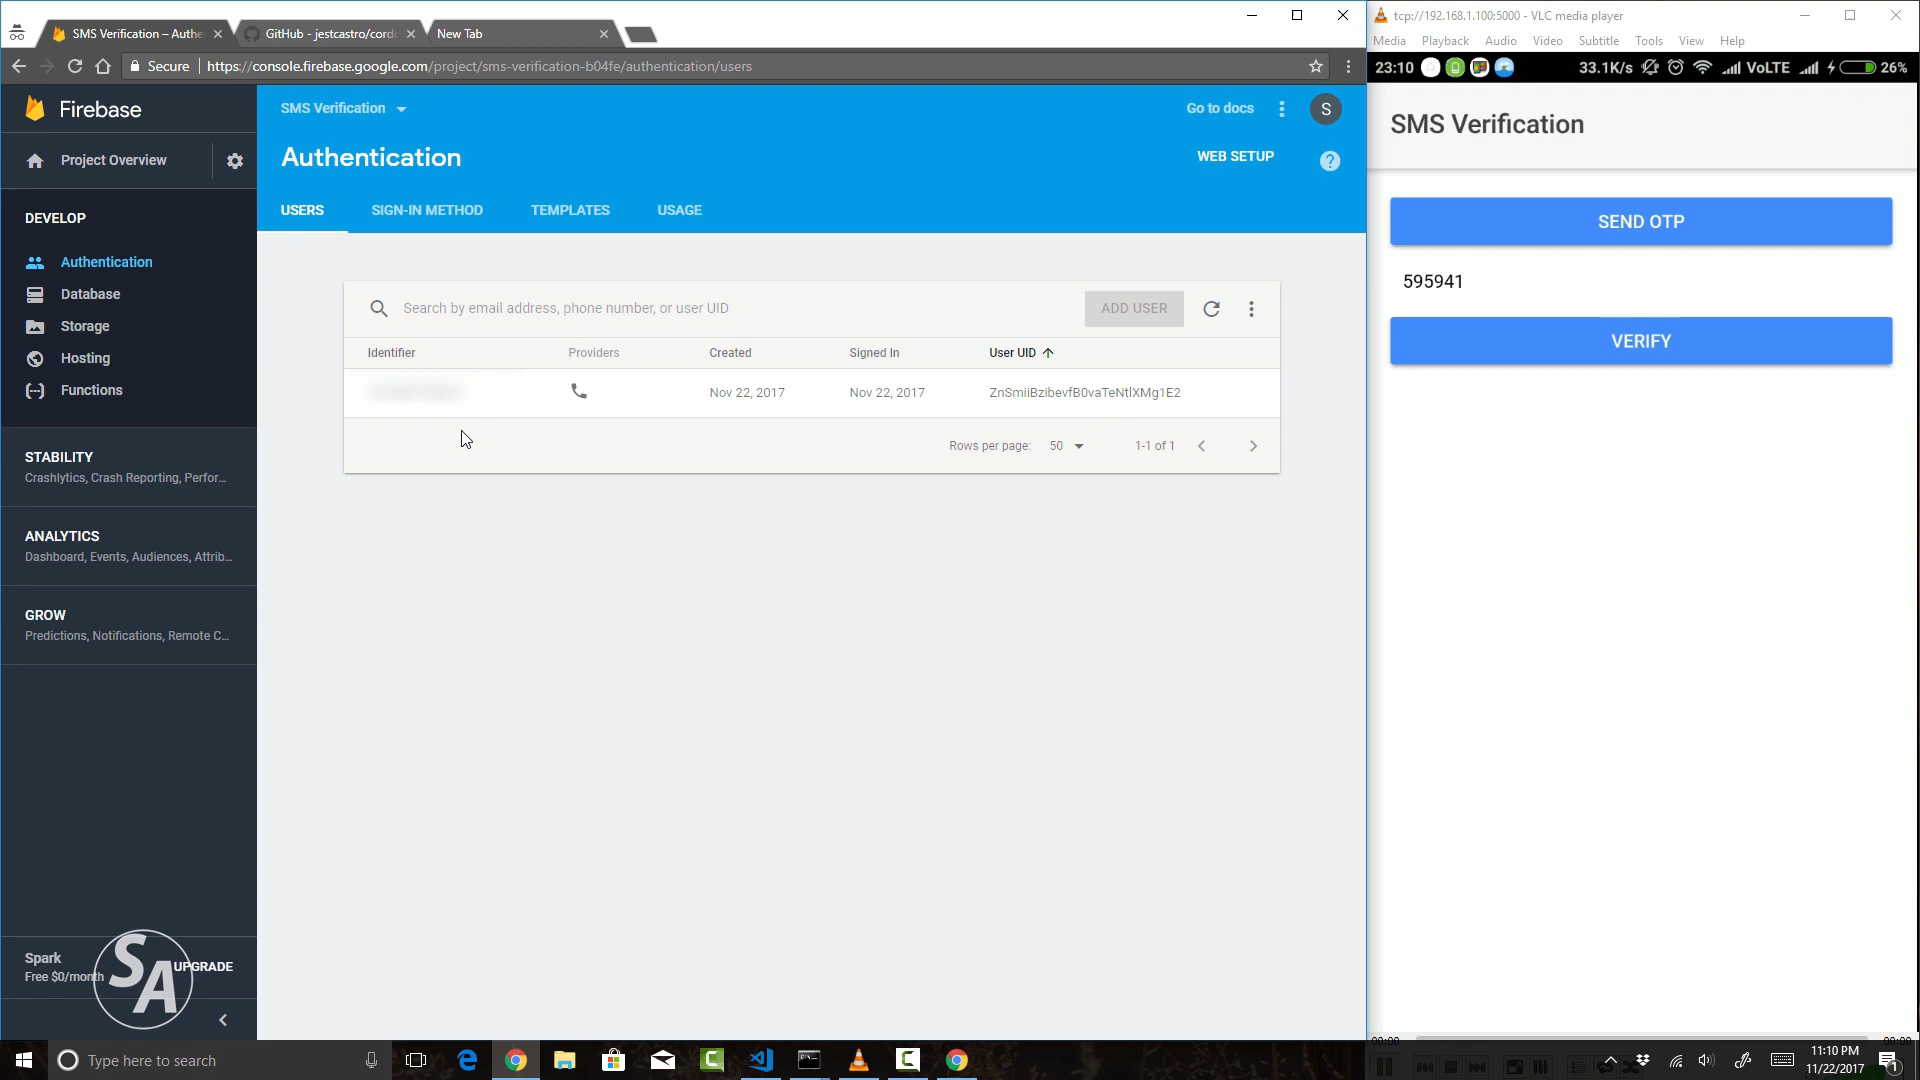 SMS Verification – Authe
GitHub - jestcastro/cordo
New Tab
Secure
https://console.firebase.google.com/project/sms-verification-b04fe/authentication/users
Firebase
Project Overview
DEVELOP
Authentication
Database
Storage
Hosting
Functions
STABILITY
Crashlytics, Crash Reporting, Perfor...
ANALYTICS
Dashboard, Events, Audiences, Attrib...
GROW
Predictions, Notifications, Remote C...
Spark
Free $0/month
UPGRADE
SA
SMS Verification
Go to docs
S
Authentication
WEB SETUP
?
USERS
SIGN-IN METHOD
TEMPLATES
USAGE
Search by email address, phone number, or user UID
ADD USER
Identifier
Providers
Created
Signed In
User UID
Nov 22, 2017
Nov 22, 2017
ZnSmiiBzibevfB0vaTeNtlXMg1E2
Rows per page:
50
1-1 of 1
tcp://192.168.1.100:5000 - VLC media player
Media Playback Audio Video Subtitle Tools View Help
23:10
33.1K/s
VoLTE
26%
SMS Verification
SEND OTP
595941
VERIFY
00:00
00:00
Type here to search
11:10 PM
11/22/2017
1